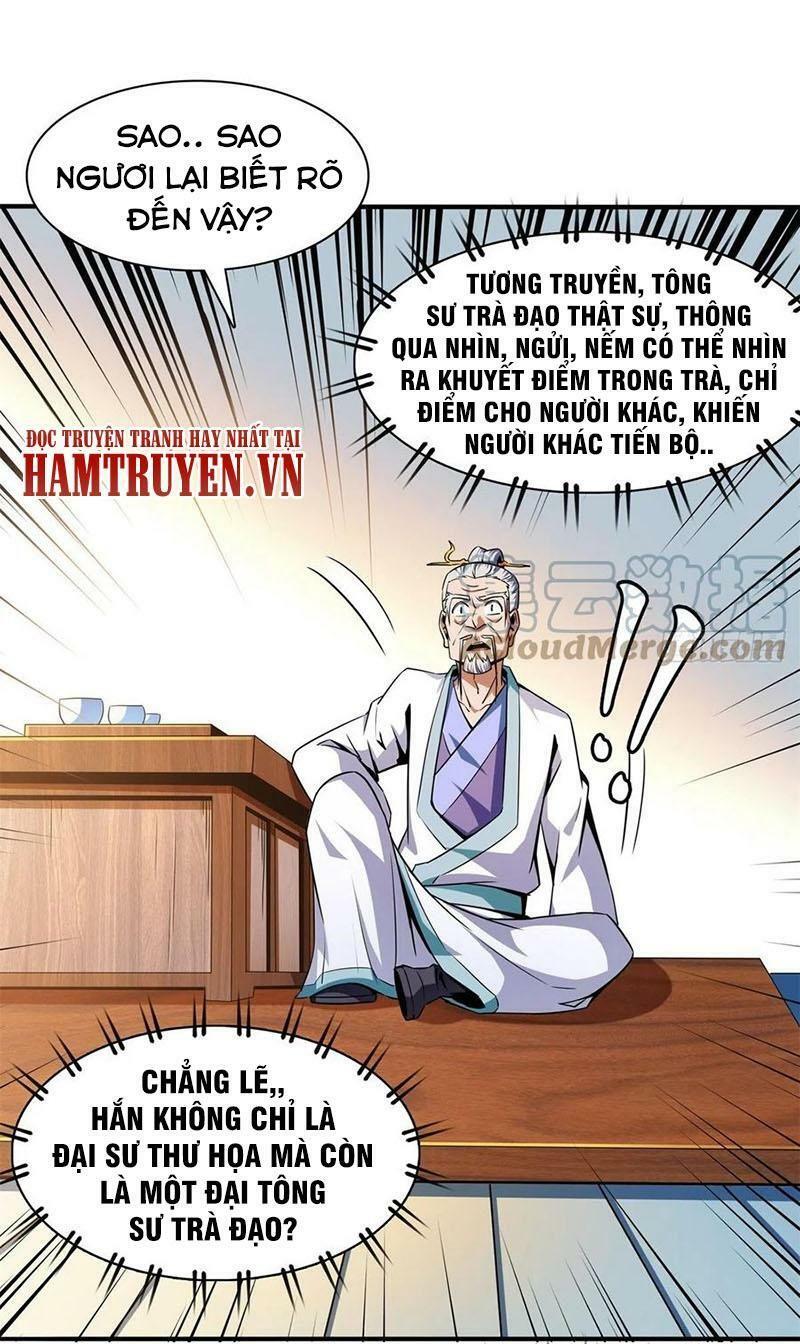 SAO.. SAO
NGƯƠI LẠI BIẾT RÕ
ĐẾN VẬY?
TƯƠNG TRUYỀN, TÔNG
SƯ TRÀ ĐẠO THẬT SỰ, THÔNG
QUA NHÌN, NGỬI, NẾM CÓ THỂ NHÌN
RA KHUYẾT ĐIỂM TRONG TRÀ, CHỈ
ĐIỂM CHO NGƯỜI KHÁC, KHIẾN
NGƯỜI KHÁC TIẾN BỘ..
ĐỌC TRUYỆN TRANH HAY NHẤT TẠI
HAMTRUYEN.VN
云数据
CloudMerge.com
!!
CHẲNG LẼ,,
HẮN KHÔNG CHỈ LÀ
ĐẠI SƯ THƯ HỌA MÀ CÒN
LÀ MỘT ĐẠI TÔNG
SƯ TRÀ ĐẠO?